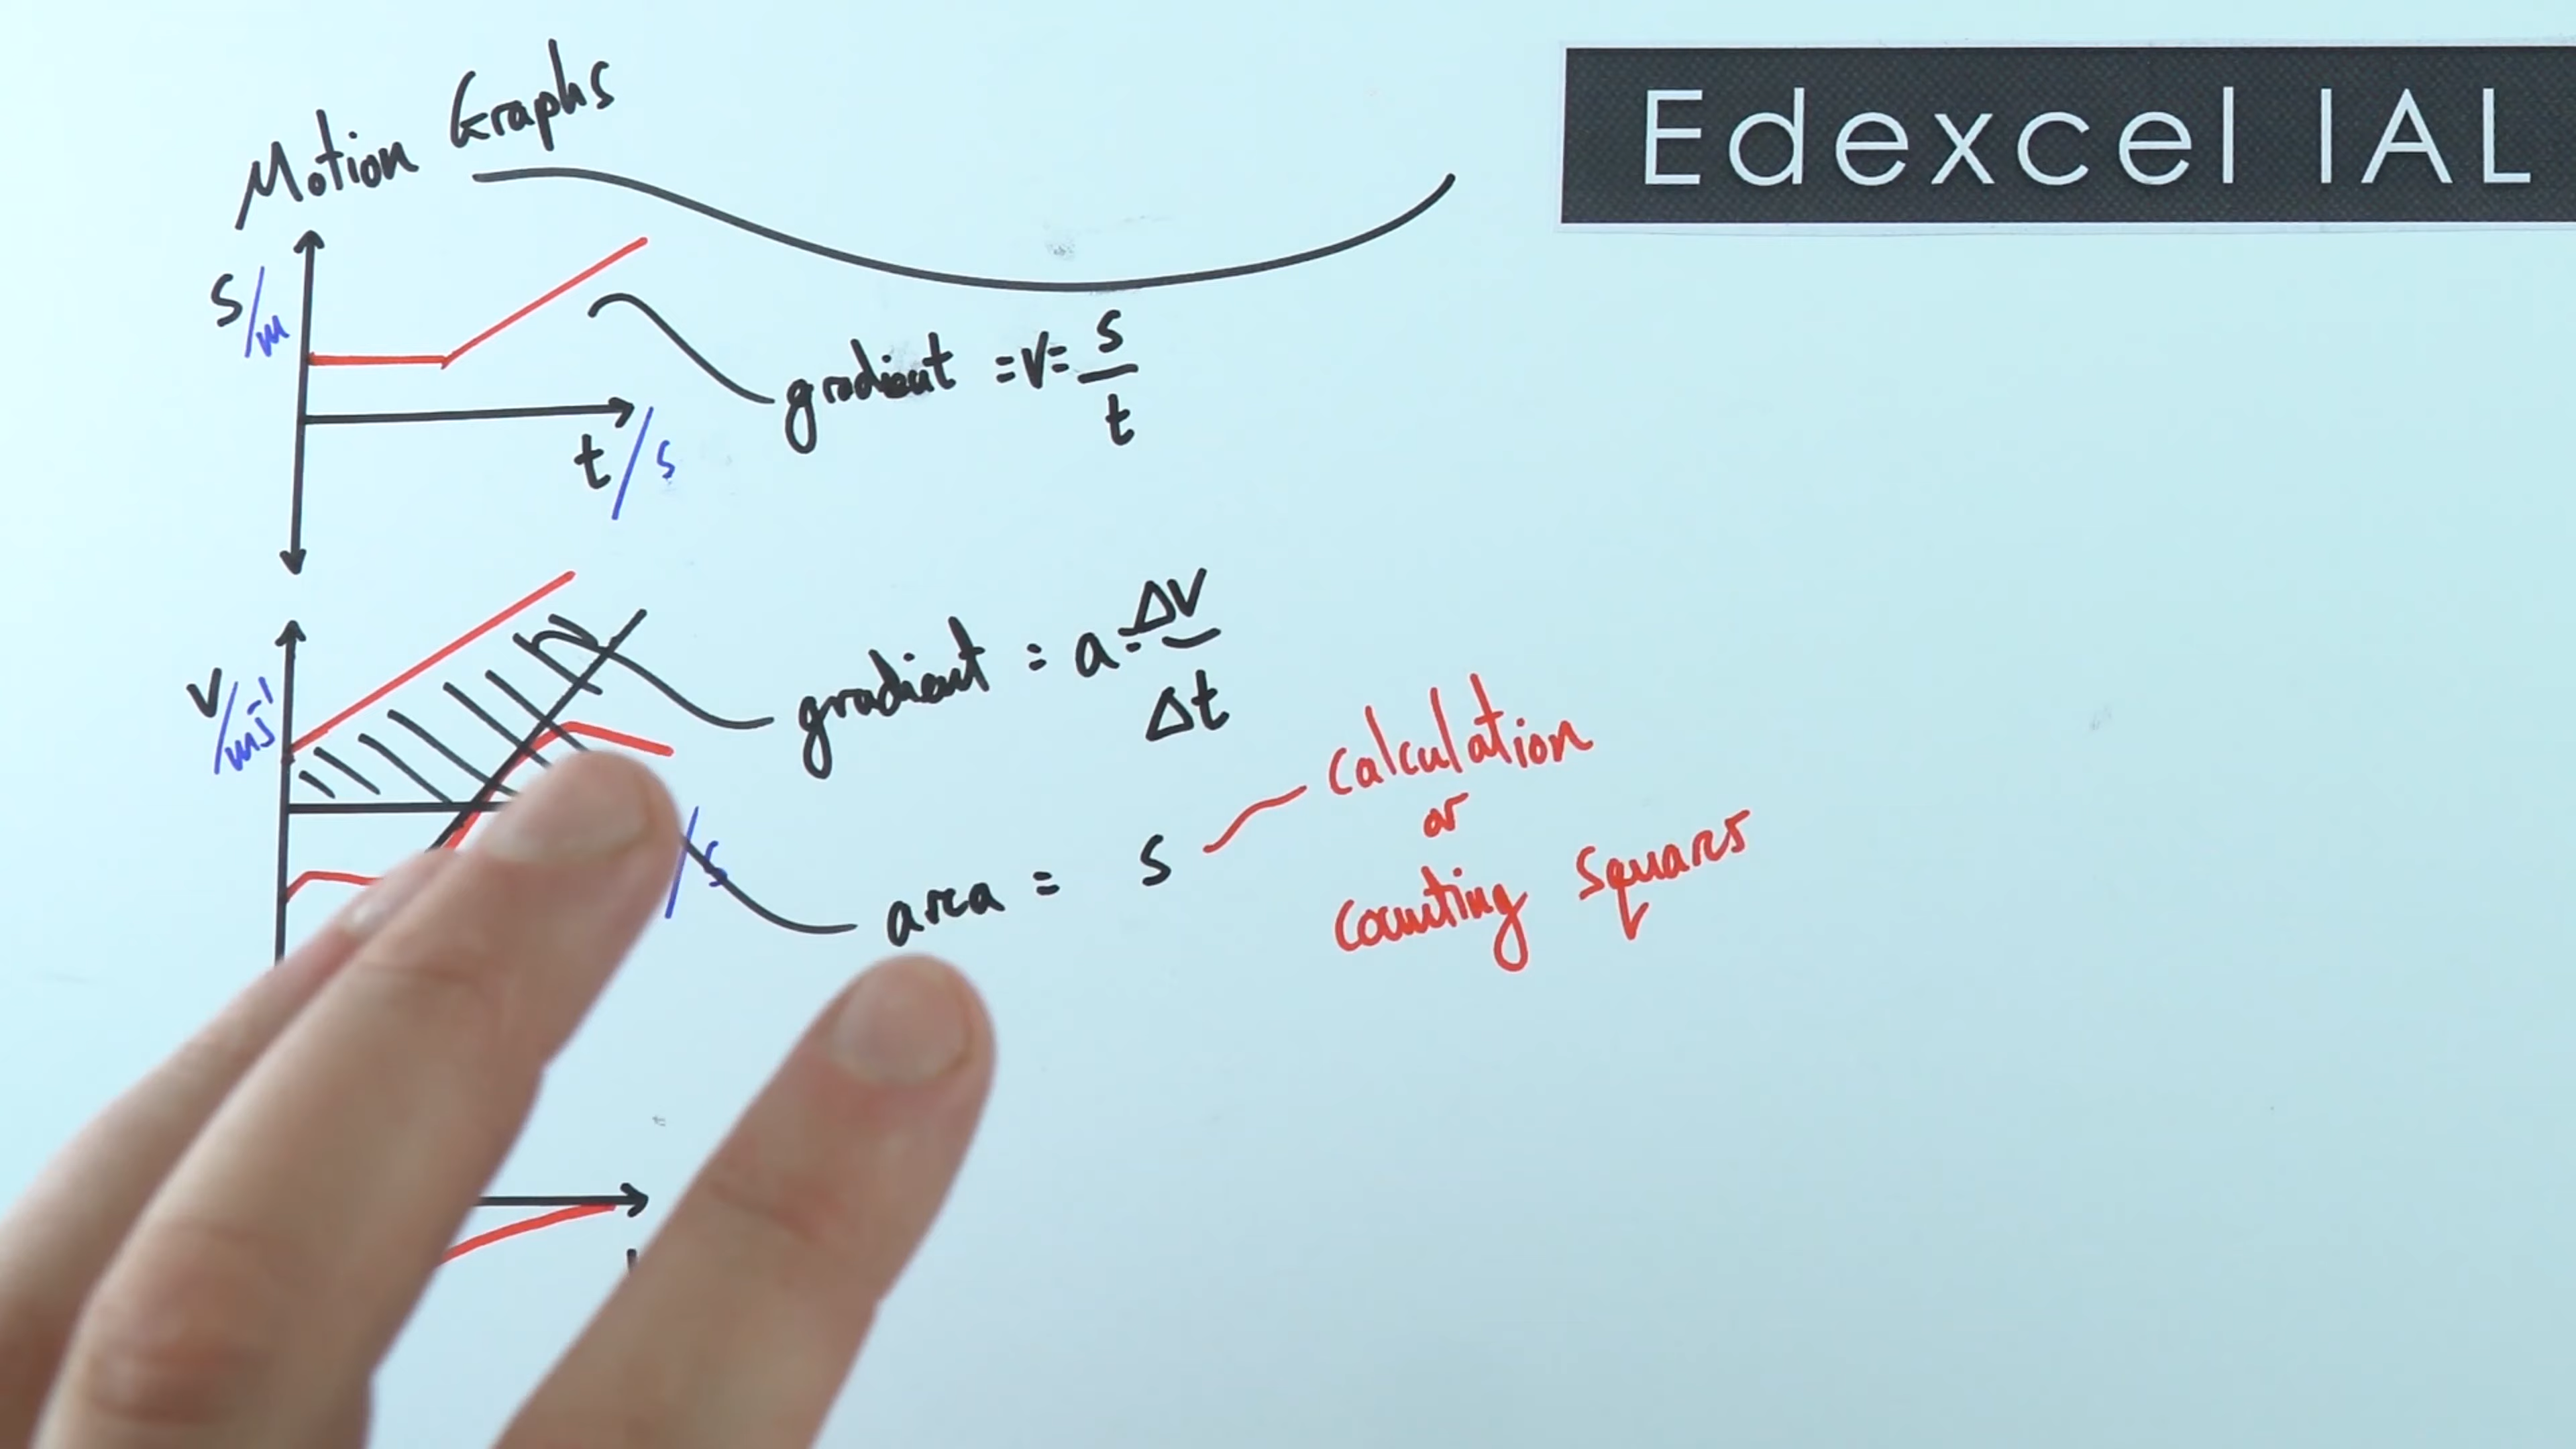 Motion Graphs
Edexcel IAL
s/m
gradient = v = s/t
t/s
v/ms⁻¹
gradient = a = Δv/Δt
calculation
or
counting squares
area = s
/s